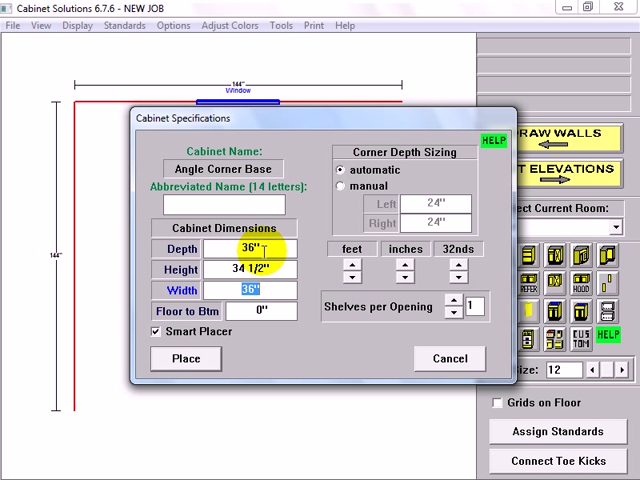 Cabinet Solutions 6.7.6 - NEW JOB
File View Display Standards Options Adjust Colors Tools Print Help
144"
Window
144"
Cabinet Specifications
HELP
Cabinet Name:
Angle Corner Base
Abbreviated Name (14 letters):
Cabinet Dimensions
Depth 36"
Height 34 1/2"
Width 36"
Floor to Btm 0"
Smart Placer
Place
Cancel
Corner Depth Sizing
automatic
manual
Left 24"
Right 24"
feet inches 32nds
Shelves per Opening 1
RAW WALLS
T ELEVATIONS
ect Current Room:
REFER HOOD
CUS TOM
HELP
ize: 12
Grids on Floor
Assign Standards
Connect Toe Kicks